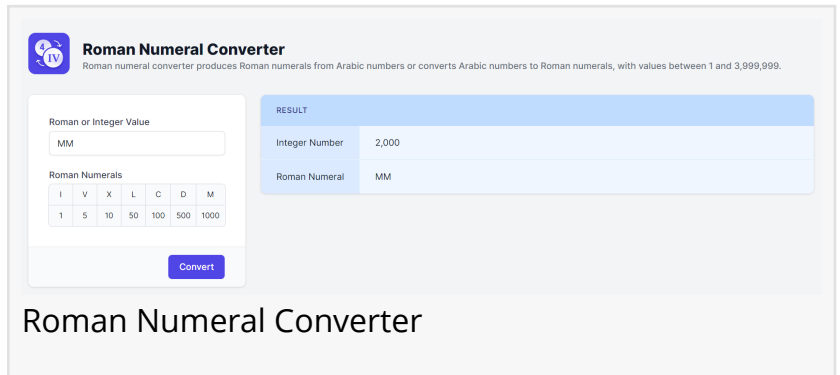 4
IV
Roman Numeral Converter
Roman numeral converter produces Roman numerals from Arabic numbers or converts Arabic numbers to Roman numerals, with values between 1 and 3,999,999.
Roman or Integer Value
MM
Roman Numerals
I V X L C D M
1 5 10 50 100 500 1000
Convert
RESULT
Integer Number 2,000
Roman Numeral MM
Roman Numeral Converter